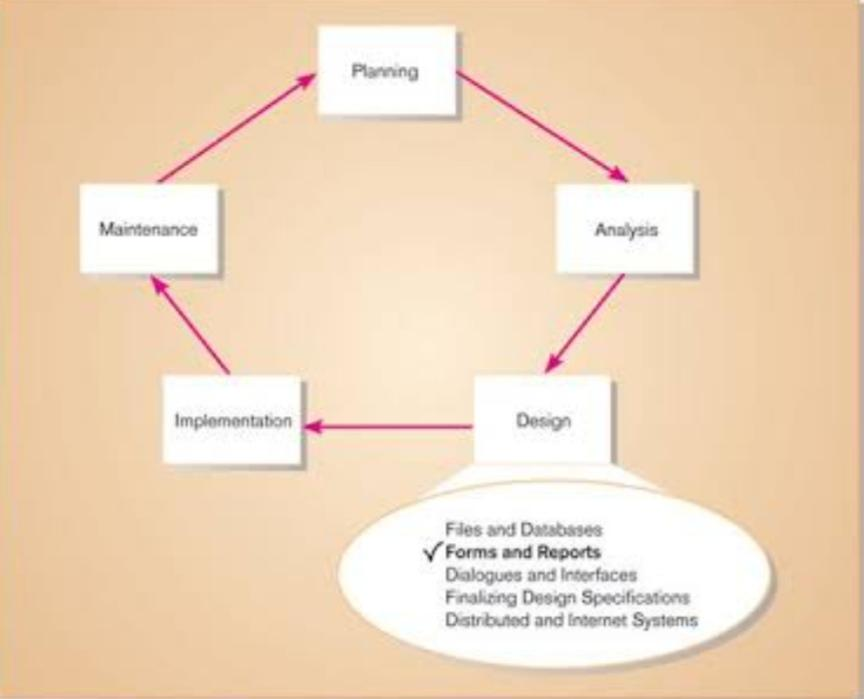 Planning
Maintenance
Analysis
Implementation
Design
Files and Databases
✓ Forms and Reports
Dialogues and Interfaces
Finalizing Design Specifications
Distributed and Internet Systems